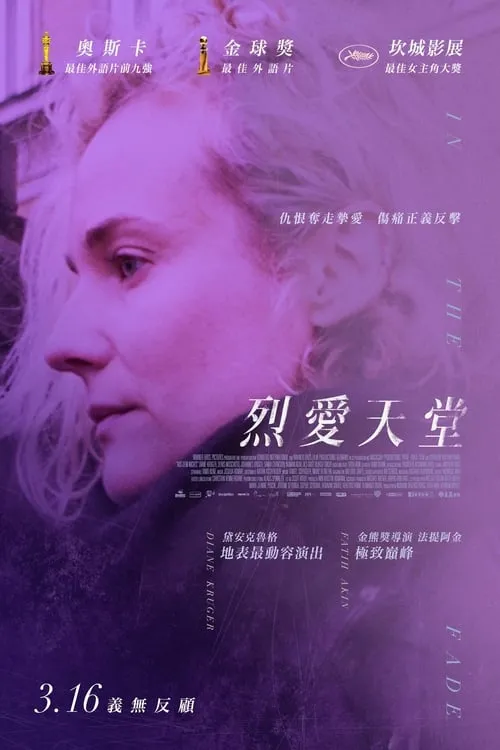 奧斯卡
最佳外語片前九強
金球獎
最佳外語片
坎城影展
最佳女主角大獎
仇恨奪走摯愛 傷痛正義反擊
IN THE FADE
烈愛天堂
黛安克魯格
地表最動容演出
DIANE KRUGER
金熊獎導演 法提阿金
極致巔峰
FATIH AKIN
3.16 義無反顧